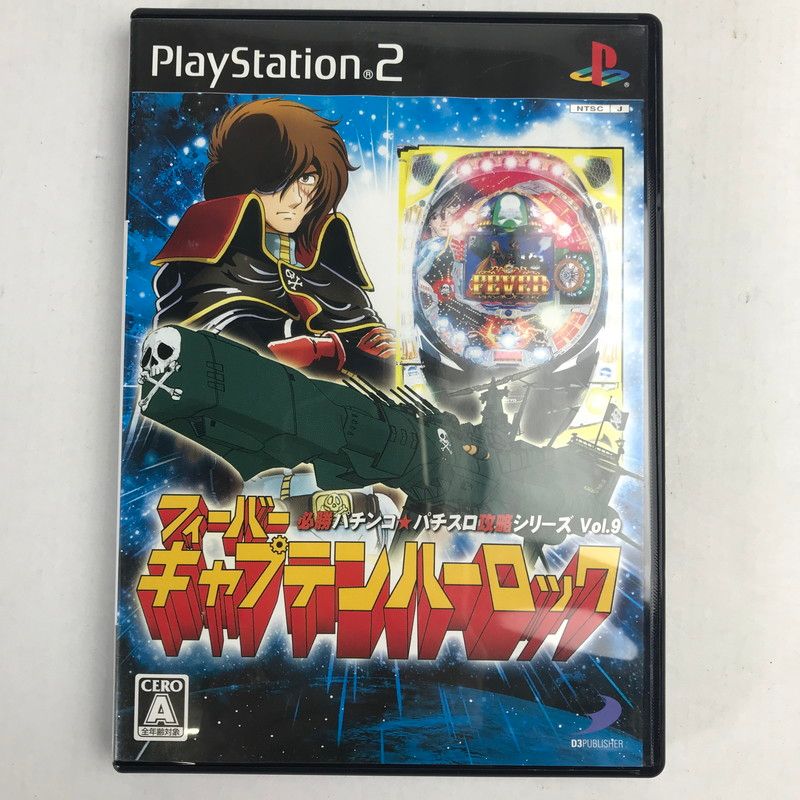 PlayStation®2
NTSC J
FEVER
フィーバー
必勝パチンコ★パチスロ攻略シリーズ Vol.9
キャプテンハーロック
CERO
A
全年齢対象
D3PUBLISHER